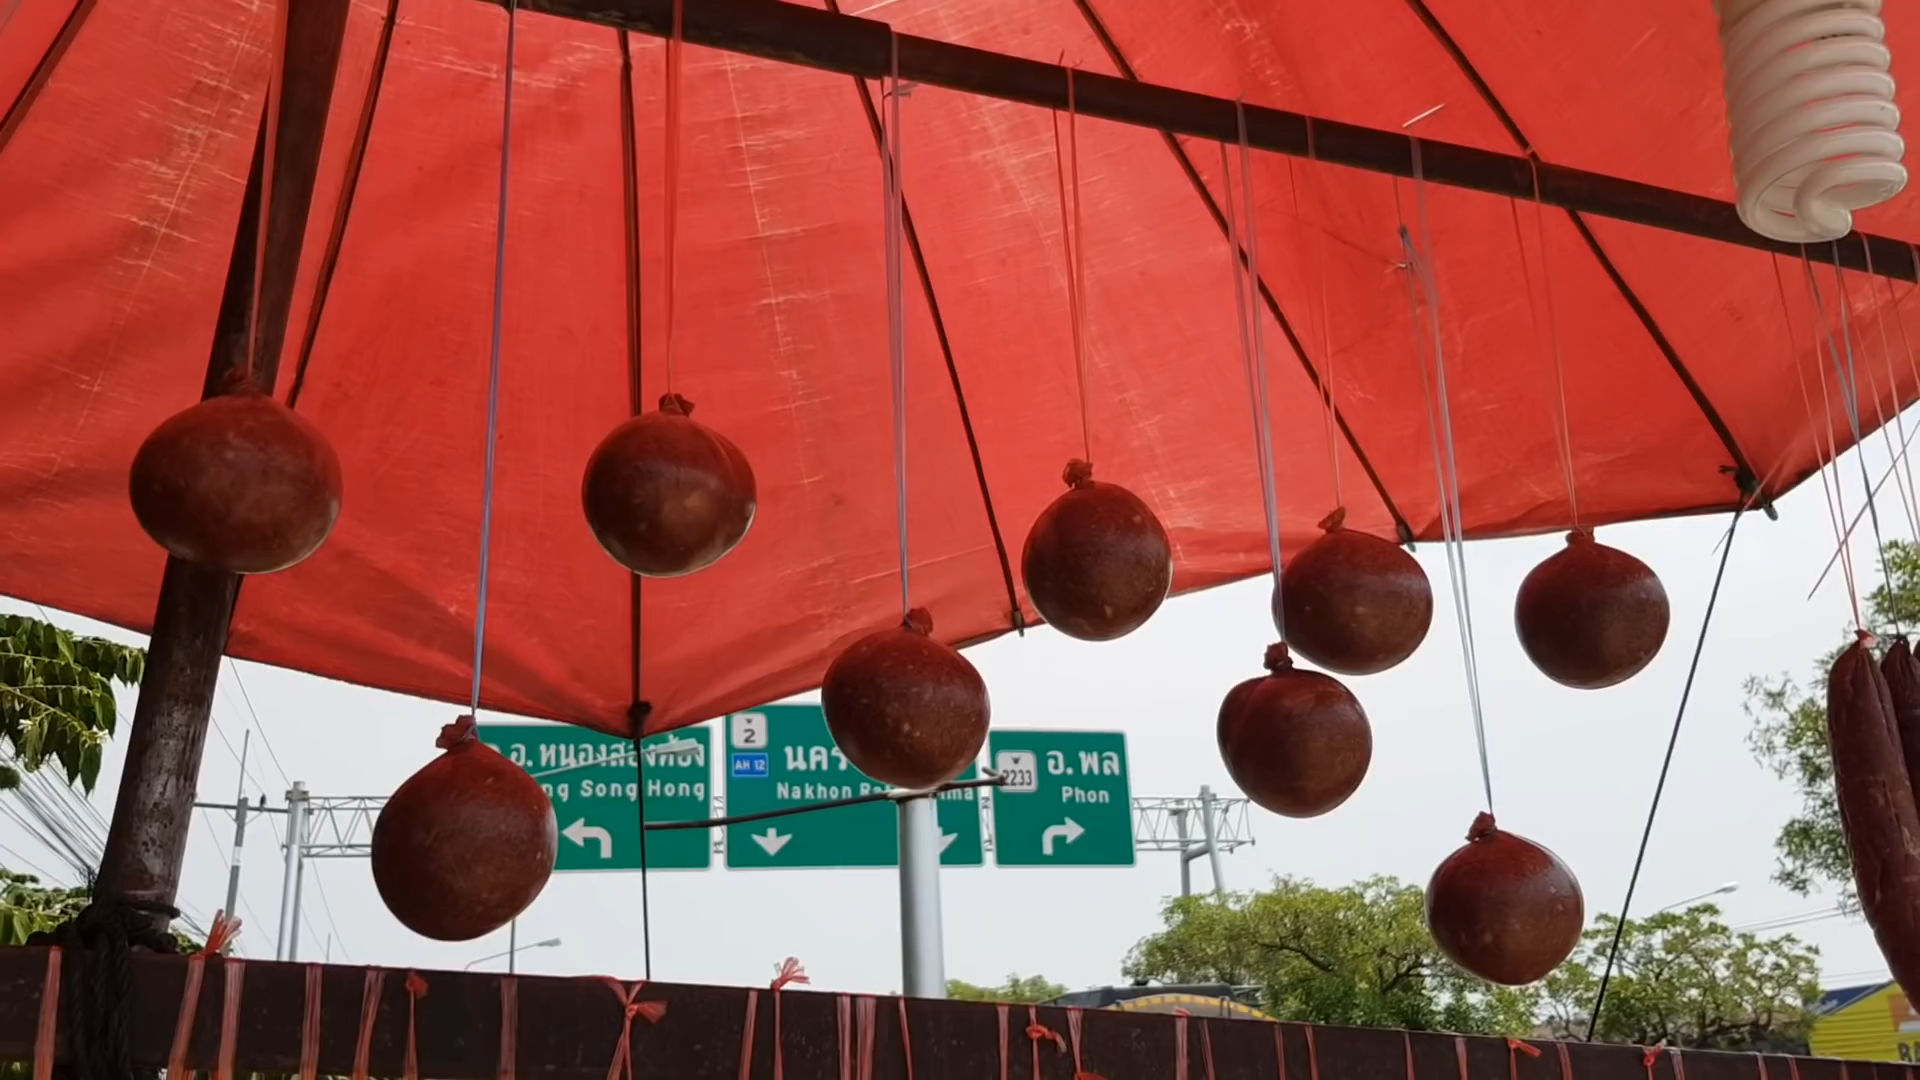 อ. หนองสองห้อง
ng Song Hong
2
AH 12
นคร
Nakhon
2233
อ. พล
Phon